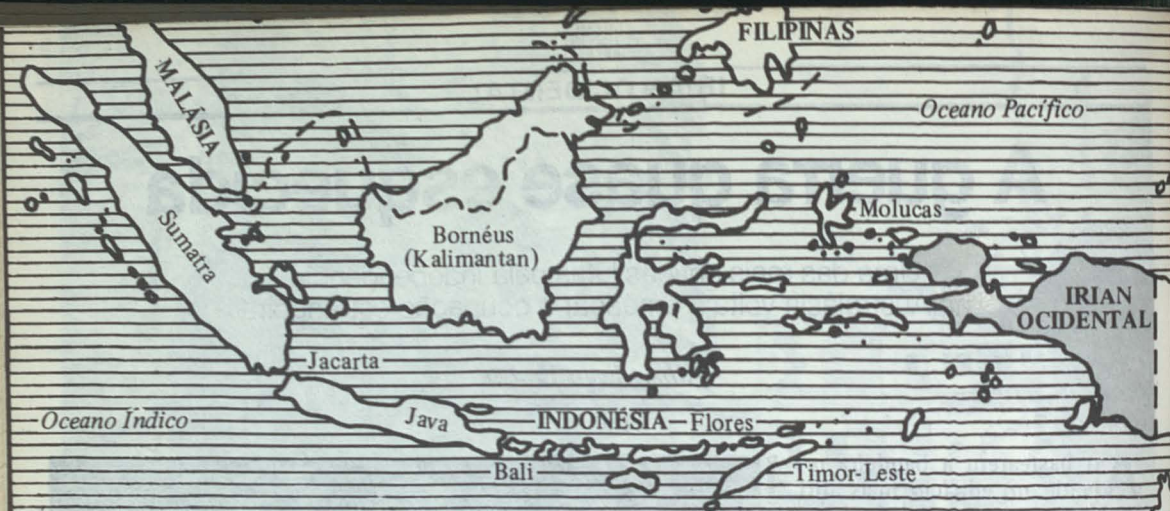 FILIPINAS
MALÁSIA
Oceano Pacífico
Molucas
Sumatra
Bornéus
(Kalimantan)
IRIAN
OCIDENTAL
Jacarta
Oceano Índico
Java
INDONÉSIA
Flores
Bali
Timor-Leste